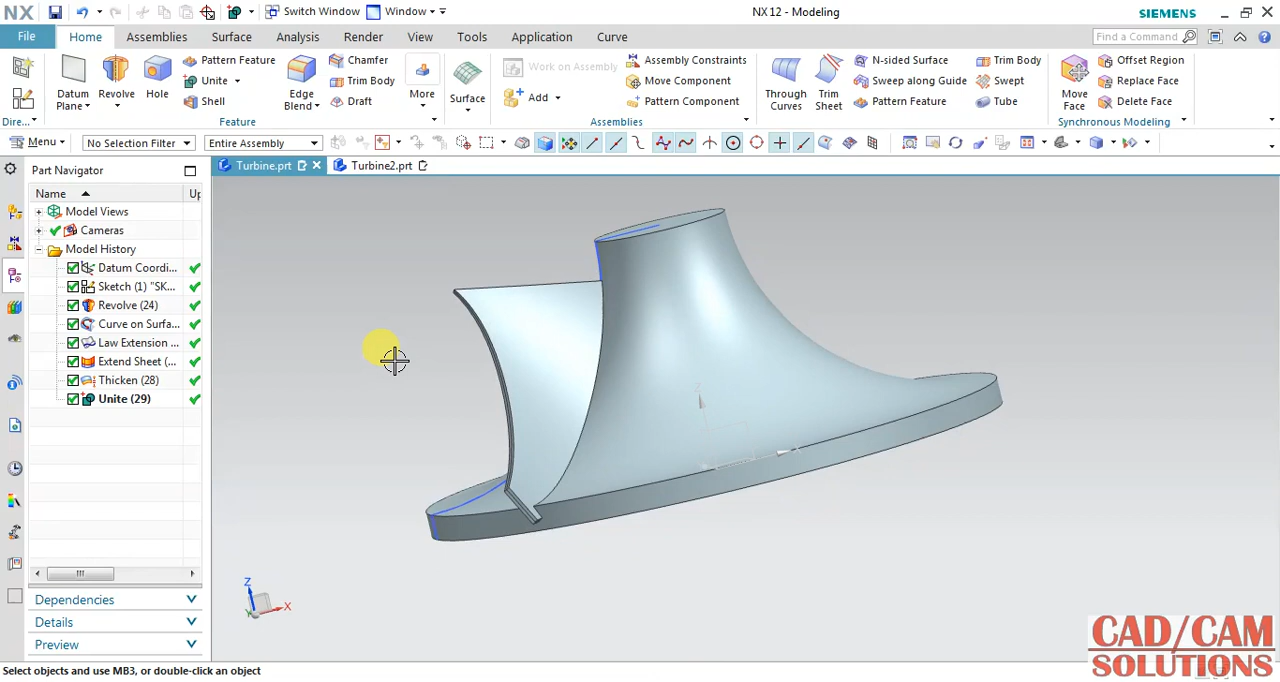 NX Switch Window Window NX 12 - Modeling SIEMENS
File Home Assemblies Surface Analysis Render View Tools Application Curve Find a Command
Datum Plane Revolve Hole Pattern Feature Unite Shell Edge Blend Chamfer Trim Body Draft More Surface Work on Assembly Add Assembly Constraints Move Component Pattern Component Through Curves Trim Sheet N-sided Surface Sweep along Guide Pattern Feature Trim Body Swept Tube Move Face Offset Region Replace Face Delete Face
Dire... Feature Assemblies Synchronous Modeling
Menu No Selection Filter Entire Assembly
Part Navigator Turbine.prt Turbine2.prt
Name Up
Model Views
Cameras
Model History
Datum Coordi...
Sketch (1) "SK...
Revolve (24)
Curve on Surfa...
Law Extension ...
Extend Sheet (...
Thicken (28)
Unite (29)
Dependencies
Details
Preview
Z
X
Y
CAD/CAM
SOLUTIONS
Select objects and use MB3, or double-click an object